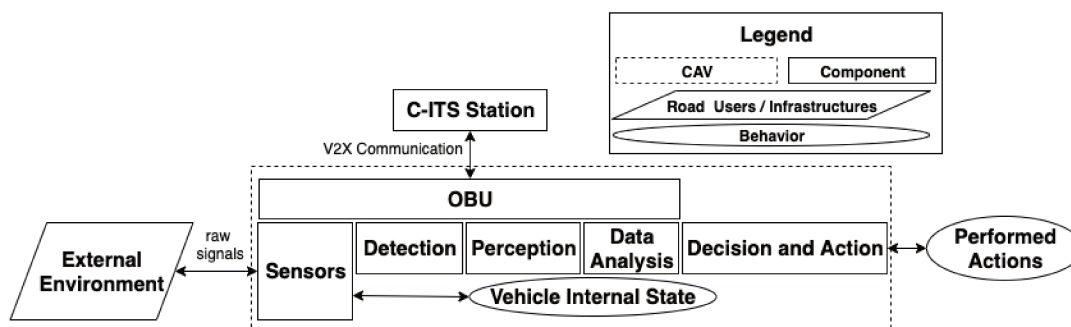 Legend
CAV
Component
Road Users / Infrastructures
Behavior
C-ITS Station
V2X Communication
OBU
raw
signals
External
Environment
Sensors
Detection
Perception
Data
Analysis
Decision and Action
Performed
Actions
Vehicle Internal State